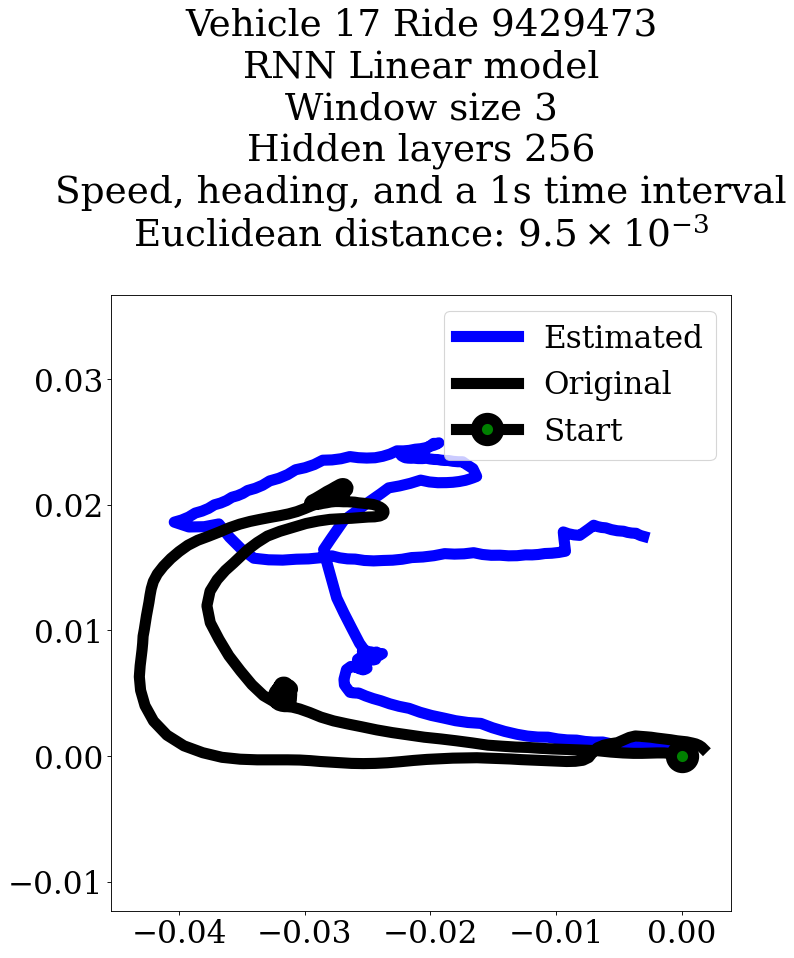 Vehicle 17 Ride 9429473
RNN Linear model
Window size 3
Hidden layers 256
Speed, heading, and a 1s time interval
Euclidean distance: 9.5 × 10⁻³
Estimated
Original
Start
0.03
0.02
0.01
0.00
−0.01
−0.04 −0.03 −0.02 −0.01 0.00